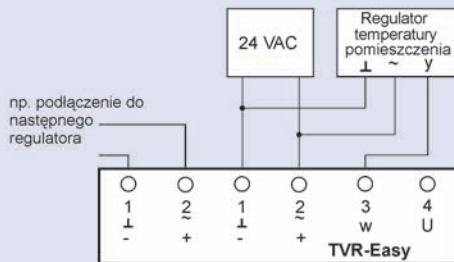 24 VAC
Regulator
temperatury
pomieszczenia
⊥ ~ y
np. podłączenie do
następnego
regulatora
1 2 1 2 3 4
⊥ ~ ⊥ ~ w U
- + - +
TVR-Easy